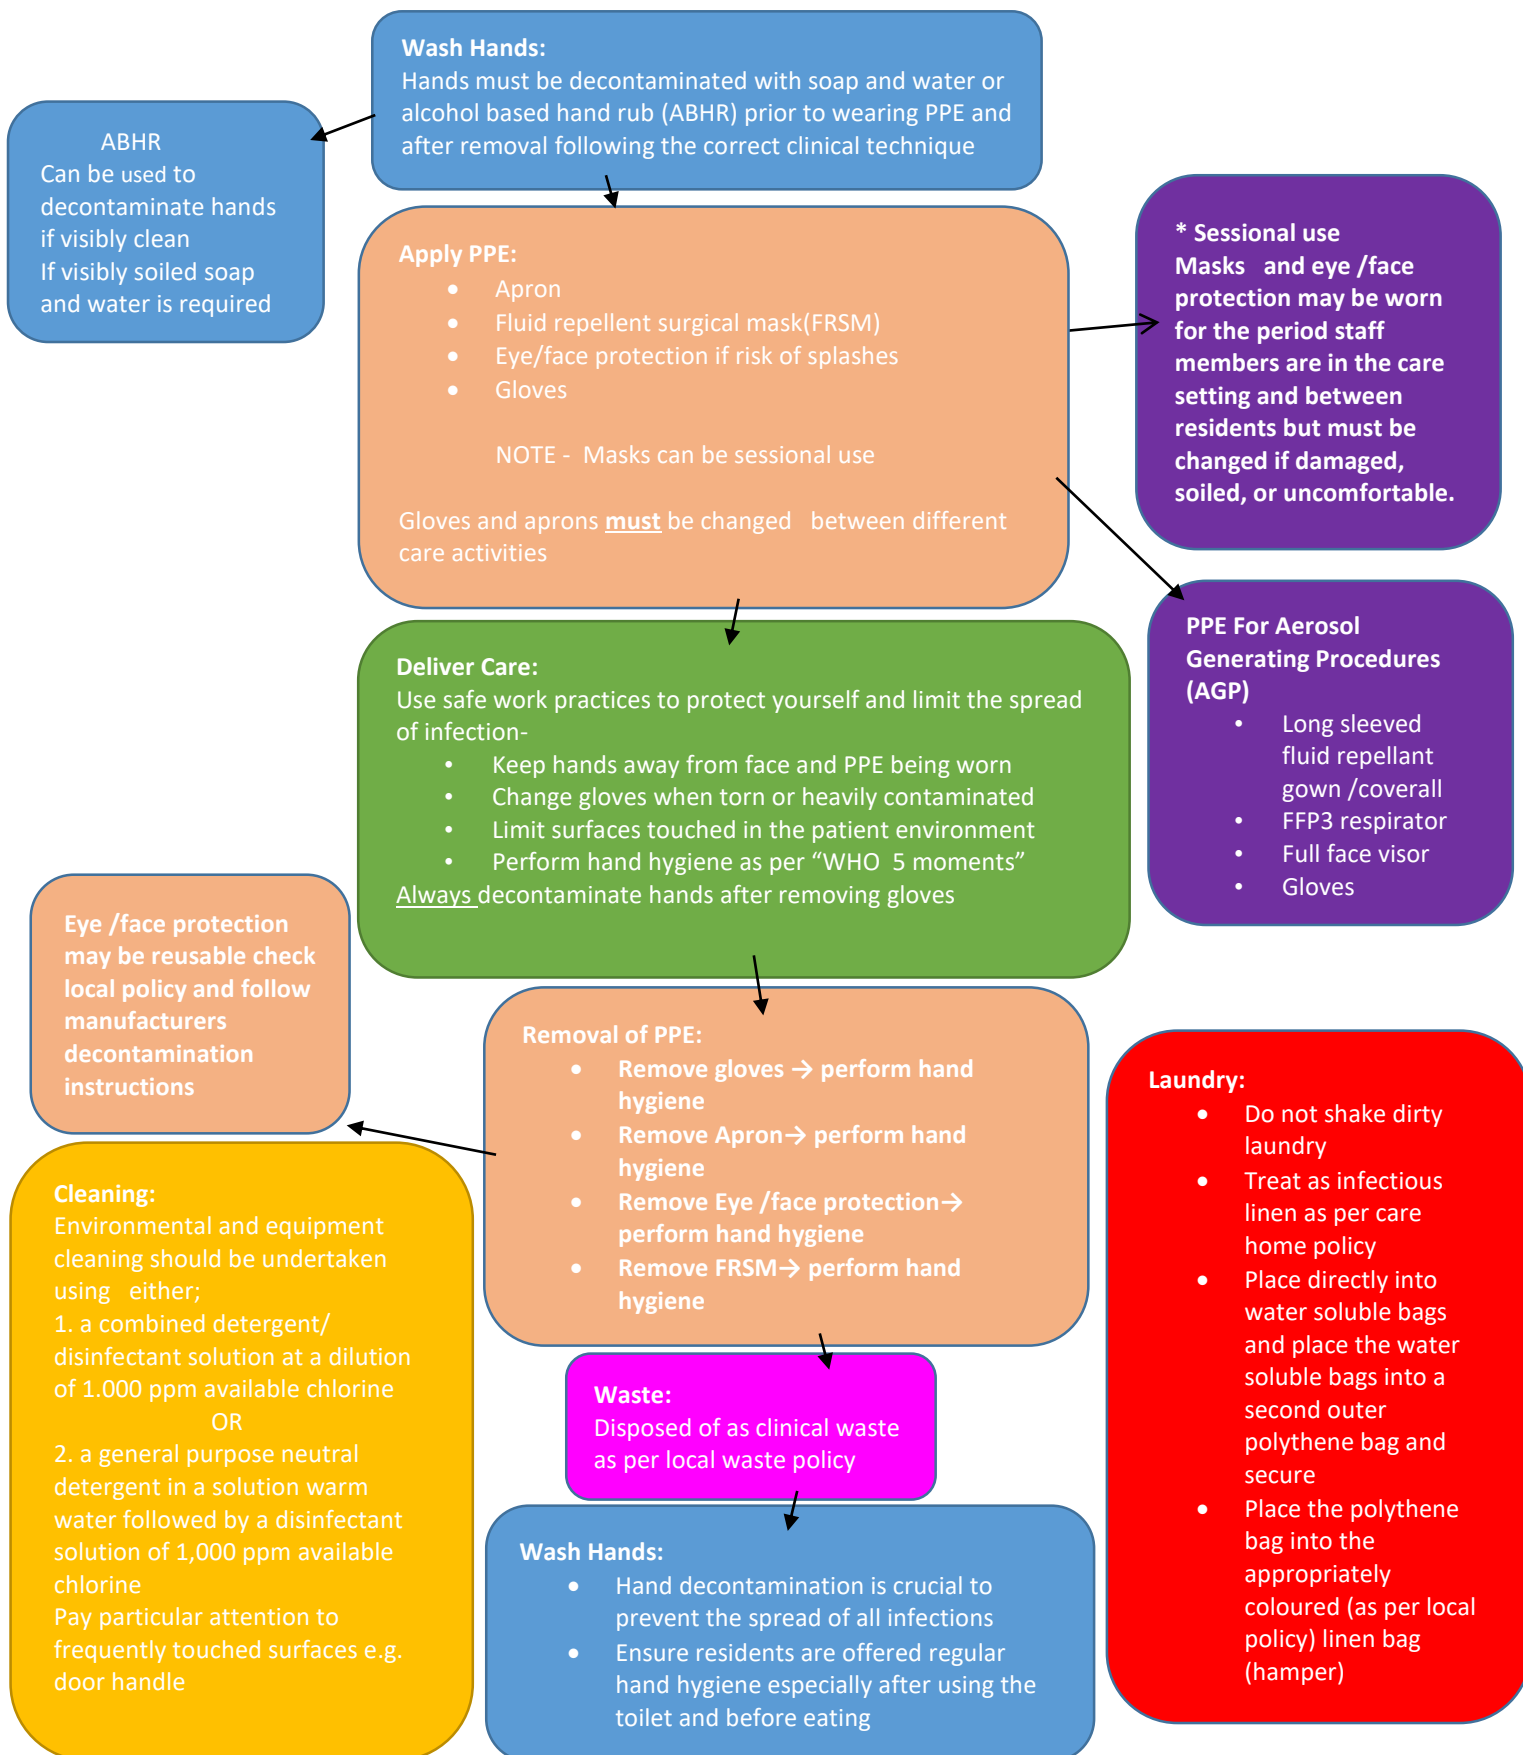 Wash Hands:
Hands must be decontaminated with soap and water or
alcohol based hand rub (ABHR) prior to wearing PPE and
after removal following the correct clinical technique
ABHR
Can be used to
decontaminate hands
if visibly clean
If visibly soiled soap
and water is required
Apply PPE:
• Apron
• Fluid repellent surgical mask(FRSM)
• Eye/face protection if risk of splashes
• Gloves
NOTE - Masks can be sessional use
Gloves and aprons must be changed between different
care activities
* Sessional use
Masks and eye /face
protection may be worn
for the period staff
members are in the care
setting and between
residents but must be
changed if damaged,
soiled, or uncomfortable.
PPE For Aerosol
Generating Procedures
(AGP)
• Long sleeved
fluid repellant
gown /coverall
• FFP3 respirator
• Full face visor
• Gloves
Deliver Care:
Use safe work practices to protect yourself and limit the spread
of infection-
• Keep hands away from face and PPE being worn
• Change gloves when torn or heavily contaminated
• Limit surfaces touched in the patient environment
• Perform hand hygiene as per “WHO 5 moments”
Always decontaminate hands after removing gloves
Eye /face protection
may be reusable check
local policy and follow
manufacturers
decontamination
instructions
Removal of PPE:
• Remove gloves → perform hand
hygiene
• Remove Apron→ perform hand
hygiene
• Remove Eye /face protection→
perform hand hygiene
• Remove FRSM→ perform hand
hygiene
Laundry:
• Do not shake dirty
laundry
• Treat as infectious
linen as per care
home policy
• Place directly into
water soluble bags
and place the water
soluble bags into a
second outer
polythene bag and
secure
• Place the polythene
bag into the
appropriately
coloured (as per local
policy) linen bag
(hamper)
Cleaning:
Environmental and equipment
cleaning should be undertaken
using either;
1. a combined detergent/
disinfectant solution at a dilution
of 1.000 ppm available chlorine
OR
2. a general purpose neutral
detergent in a solution warm
water followed by a disinfectant
solution of 1,000 ppm available
chlorine
Pay particular attention to
frequently touched surfaces e.g.
door handle
Waste:
Disposed of as clinical waste
as per local waste policy
Wash Hands:
• Hand decontamination is crucial to
prevent the spread of all infections
• Ensure residents are offered regular
hand hygiene especially after using the
toilet and before eating